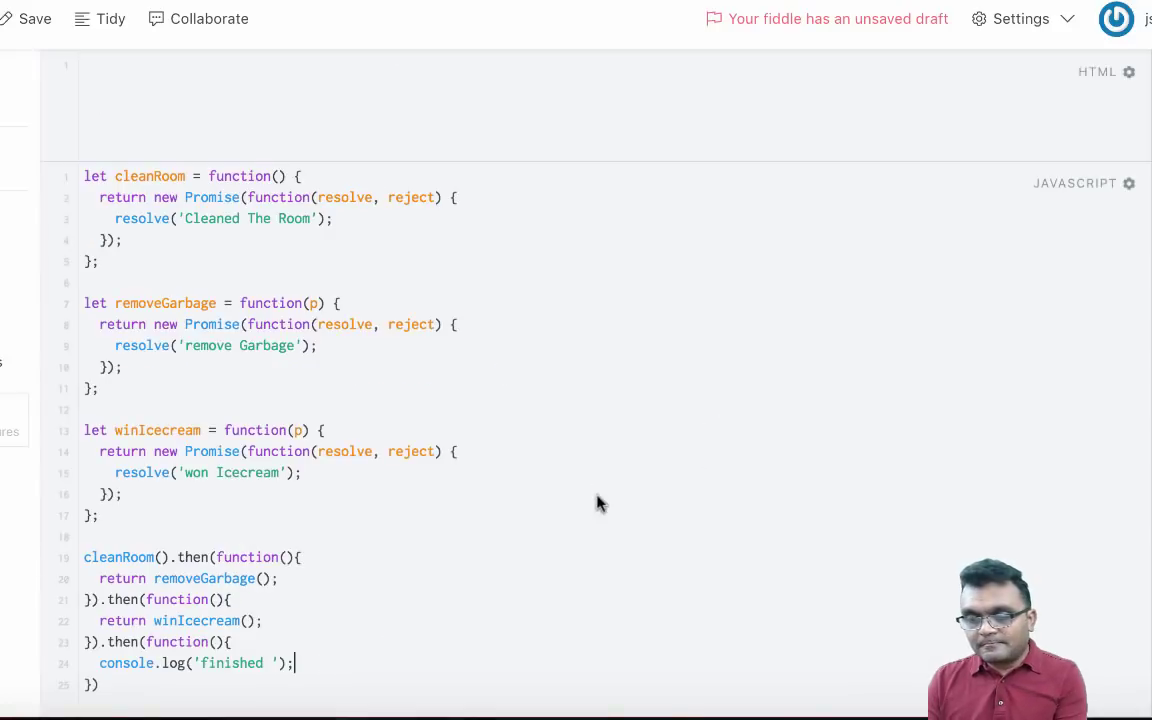 Save Tidy Collaborate Your fiddle has an unsaved draft Settings js
1
HTML
JAVASCRIPT
1 let cleanRoom = function() {
2   return new Promise(function(resolve, reject) {
3     resolve('Cleaned The Room');
4   });
5 };
6
7 let removeGarbage = function(p) {
8   return new Promise(function(resolve, reject) {
9     resolve('remove Garbage');
10   });
11 };
12
13 let winIcecream = function(p) {
14   return new Promise(function(resolve, reject) {
15     resolve('won Icecream');
16   });
17 };
18
19 cleanRoom().then(function(){
20   return removeGarbage();
21 }).then(function(){
22   return winIcecream();
23 }).then(function(){
24   console.log('finished ');
25 })
s
ures